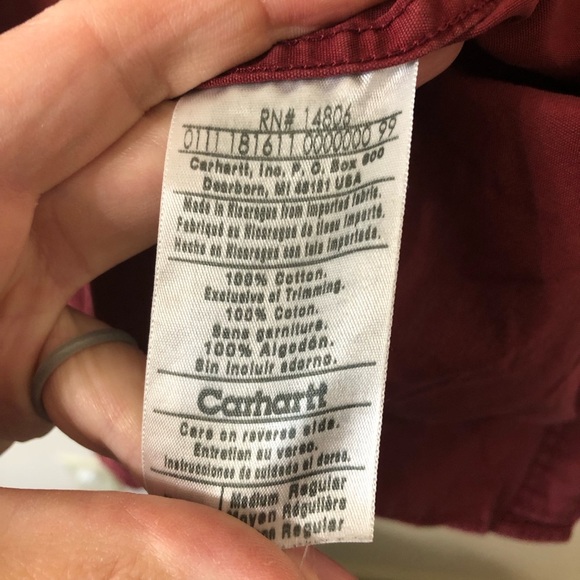 RN# 14806
0111 181611 0000000 99
Carhartt, Inc, P. O. Box 600
Dearborn, MI 48181 USA
Made in Nicaragua from imported fabric.
Fabriqué au Nicaragua de tissu importé.
Hecho en Nicaragua con tela importada.
100% Cotton.
Exclusive of Trimming.
100% Coton.
Sans garniture.
100% Algodón.
Sin incluir adorno.
Carhartt
Care on reverse side.
Entretien au verso.
Instrucciones de cuidado al dorso.
Medium Regular
Moyen Régulière
Regular